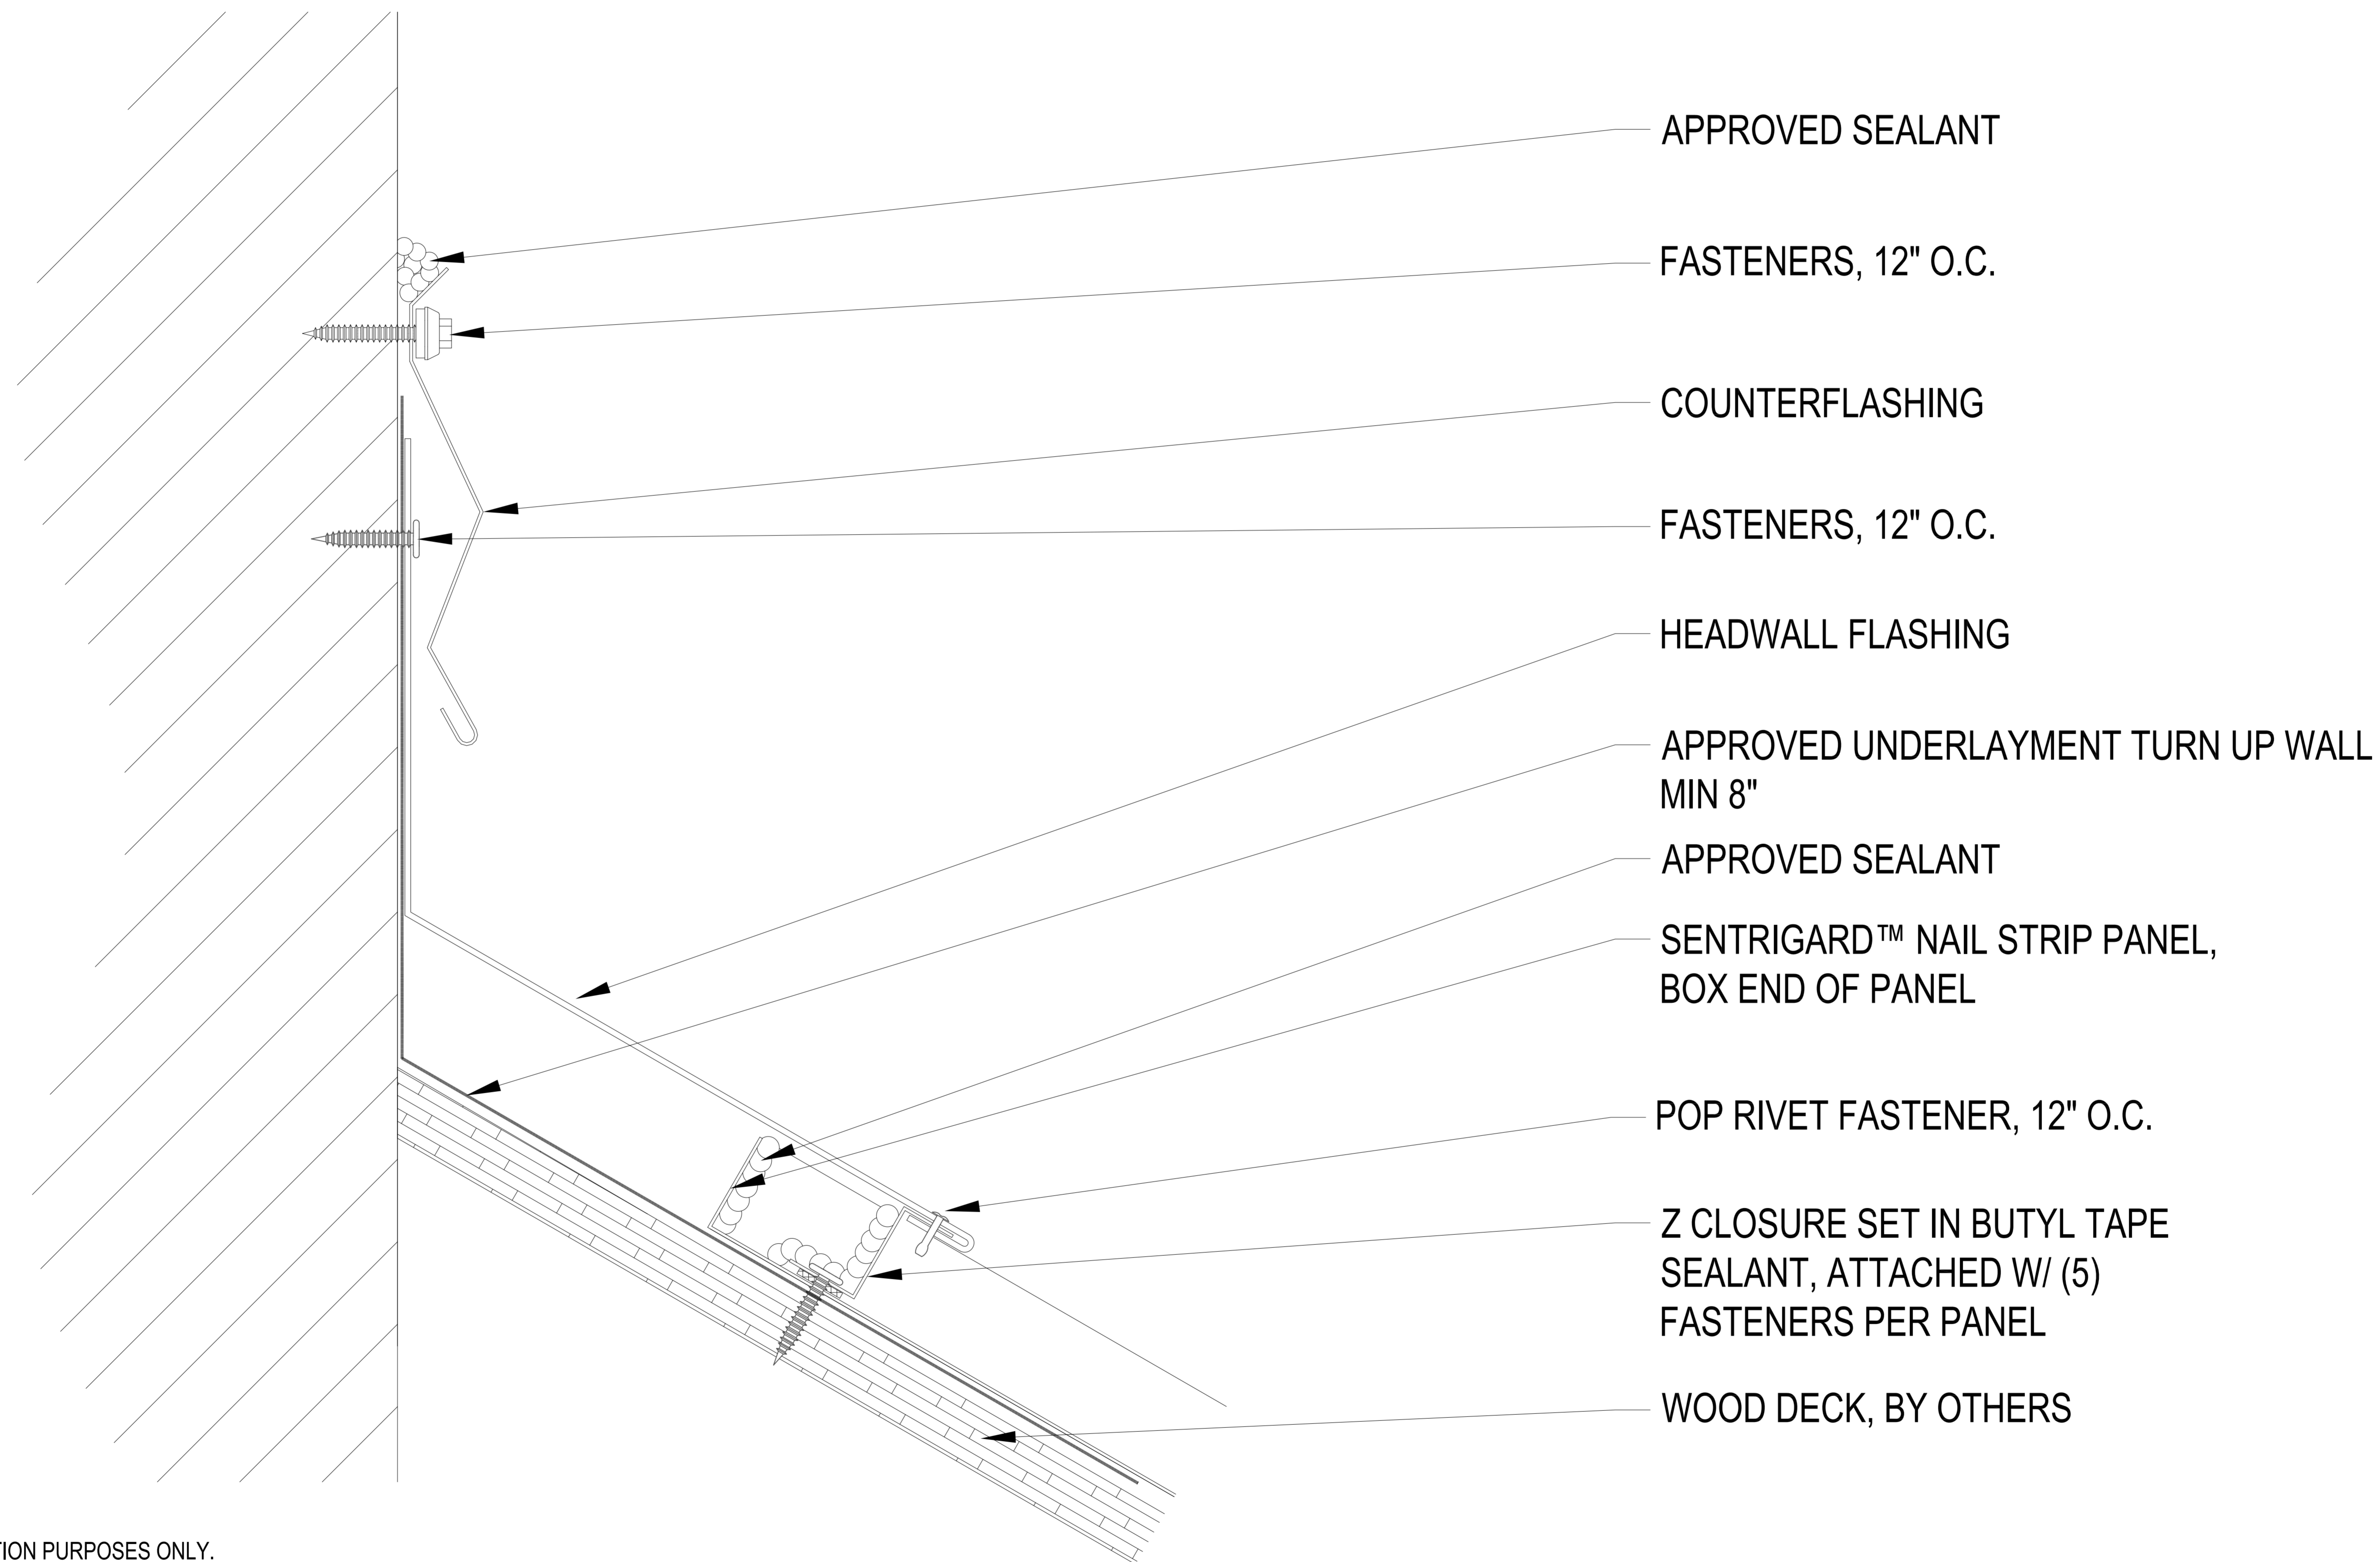 APPROVED SEALANT
FASTENERS, 12" O.C.
COUNTERFLASHING
FASTENERS, 12" O.C.
HEADWALL FLASHING
APPROVED UNDERLAYMENT TURN UP WALL
MIN 8"
APPROVED SEALANT
SENTRIGARD™ NAIL STRIP PANEL,
BOX END OF PANEL
POP RIVET FASTENER, 12" O.C.
Z CLOSURE SET IN BUTYL TAPE
SEALANT, ATTACHED W/ (5)
FASTENERS PER PANEL
WOOD DECK, BY OTHERS
PURPOSES ONLY.